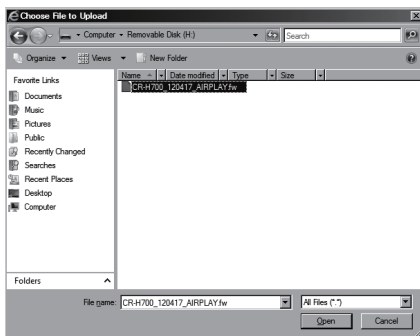 Choose File to Upload
Computer Removable Disk (H:) Search
Organize Views New Folder
Favorite Links
Documents
Music
Pictures
Public
Recently Changed
Searches
Recent Places
Desktop
Computer
Folders
Name Date modified Type Size
CR-H700_120417_AIRPLAY.fw
File name: CR-H700_120417_AIRPLAY.fw All Files (*.*)
Open Cancel